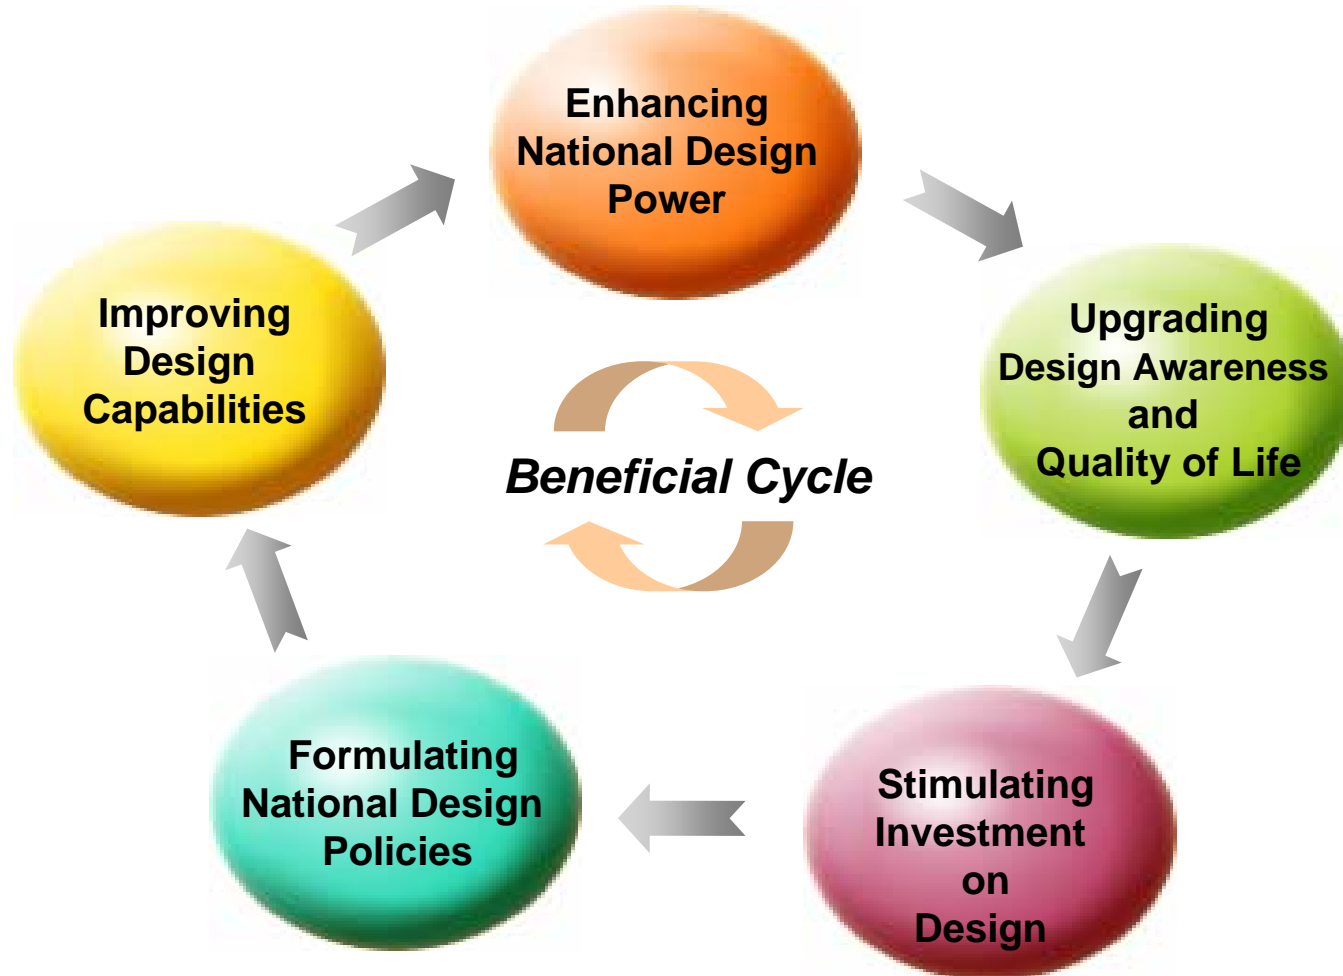 Enhancing
National Design
Power
Upgrading
Design Awareness
and
Quality of Life
Stimulating
Investment
on
Design
Formulating
National Design
Policies
Improving
Design
Capabilities
Beneficial Cycle